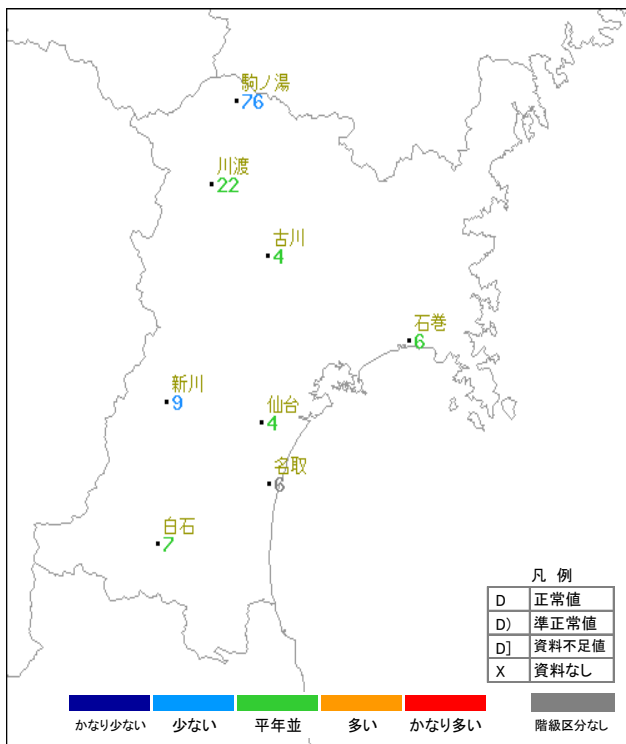 駒ノ湯
76
川渡
22
古川
4
石巻
6
新川
9
仙台
4
名取
6
白石
7
凡 例
D 正常値
D) 準正常値
D] 資料不足値
X 資料なし
かなり少ない 少ない 平年並 多い かなり多い 階級区分なし